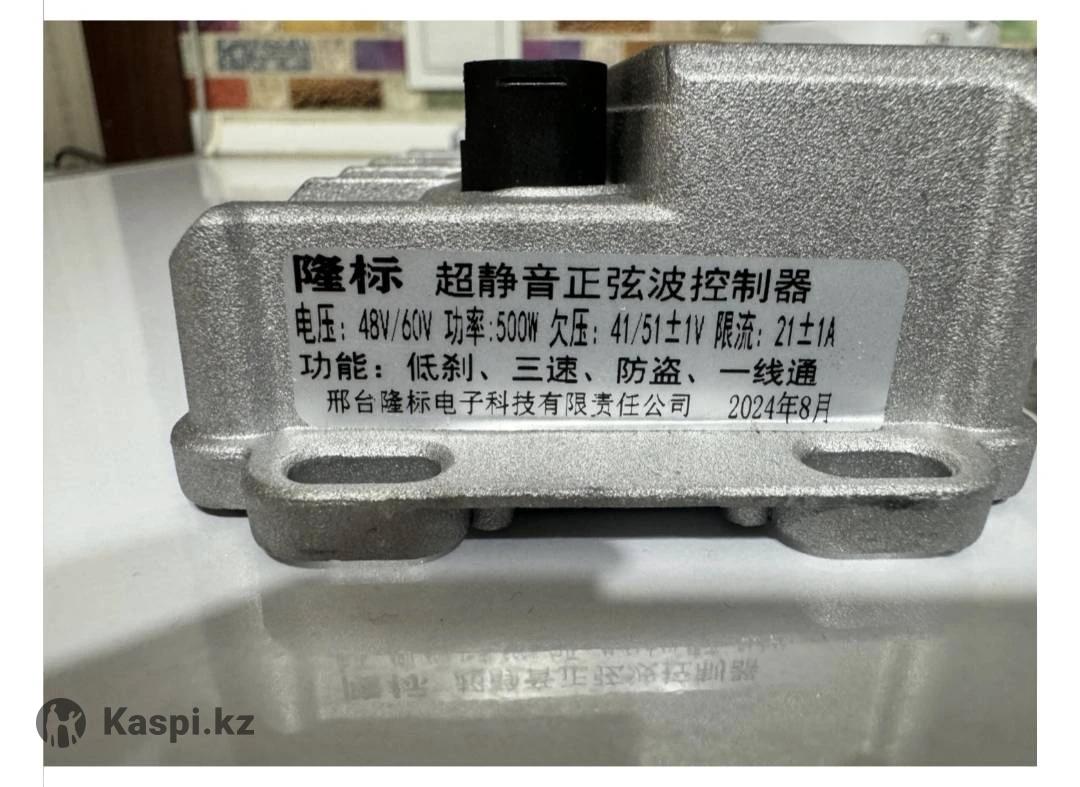 隆标 超静音正弦波控制器
电压: 48V/60V 功率:500W 欠压: 41/51±1V 限流: 21±1A
功能: 低刹、三速、防盗、一线通
邢台隆标电子科技有限责任公司 2024年8月
Kaspi.kz